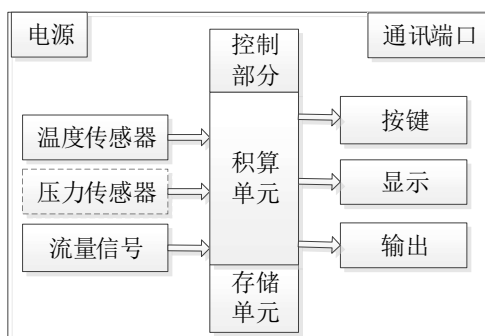 电源
控制
部分
通讯端口
温度传感器
压力传感器
流量信号
积算
单元
按键
显示
输出
存储
单元